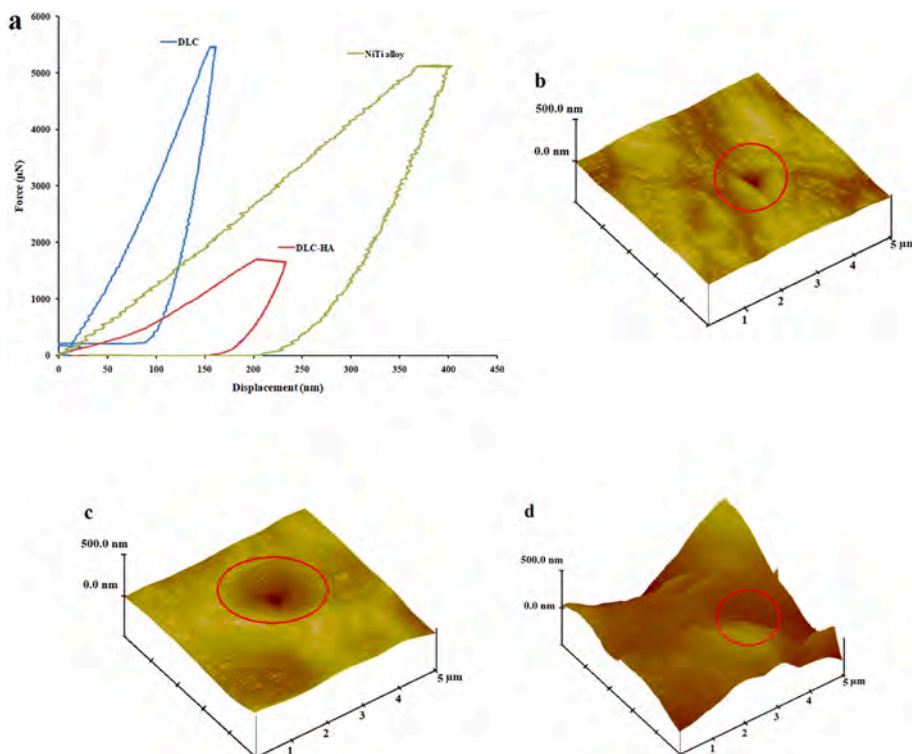 a
6000
5000
4000
3000
2000
1000
0
Force (µN)
DLC
NiTi alloy
DLC-HA
0 50 100 150 200 250 300 350 400 450
Displacement (nm)
b
500.0 nm
0.0 nm
1 2 3 4 5 µm
c
500.0 nm
0.0 nm
1 2 3 4 5 µm
d
500.0 nm
0.0 nm
1 2 3 4 5 µm